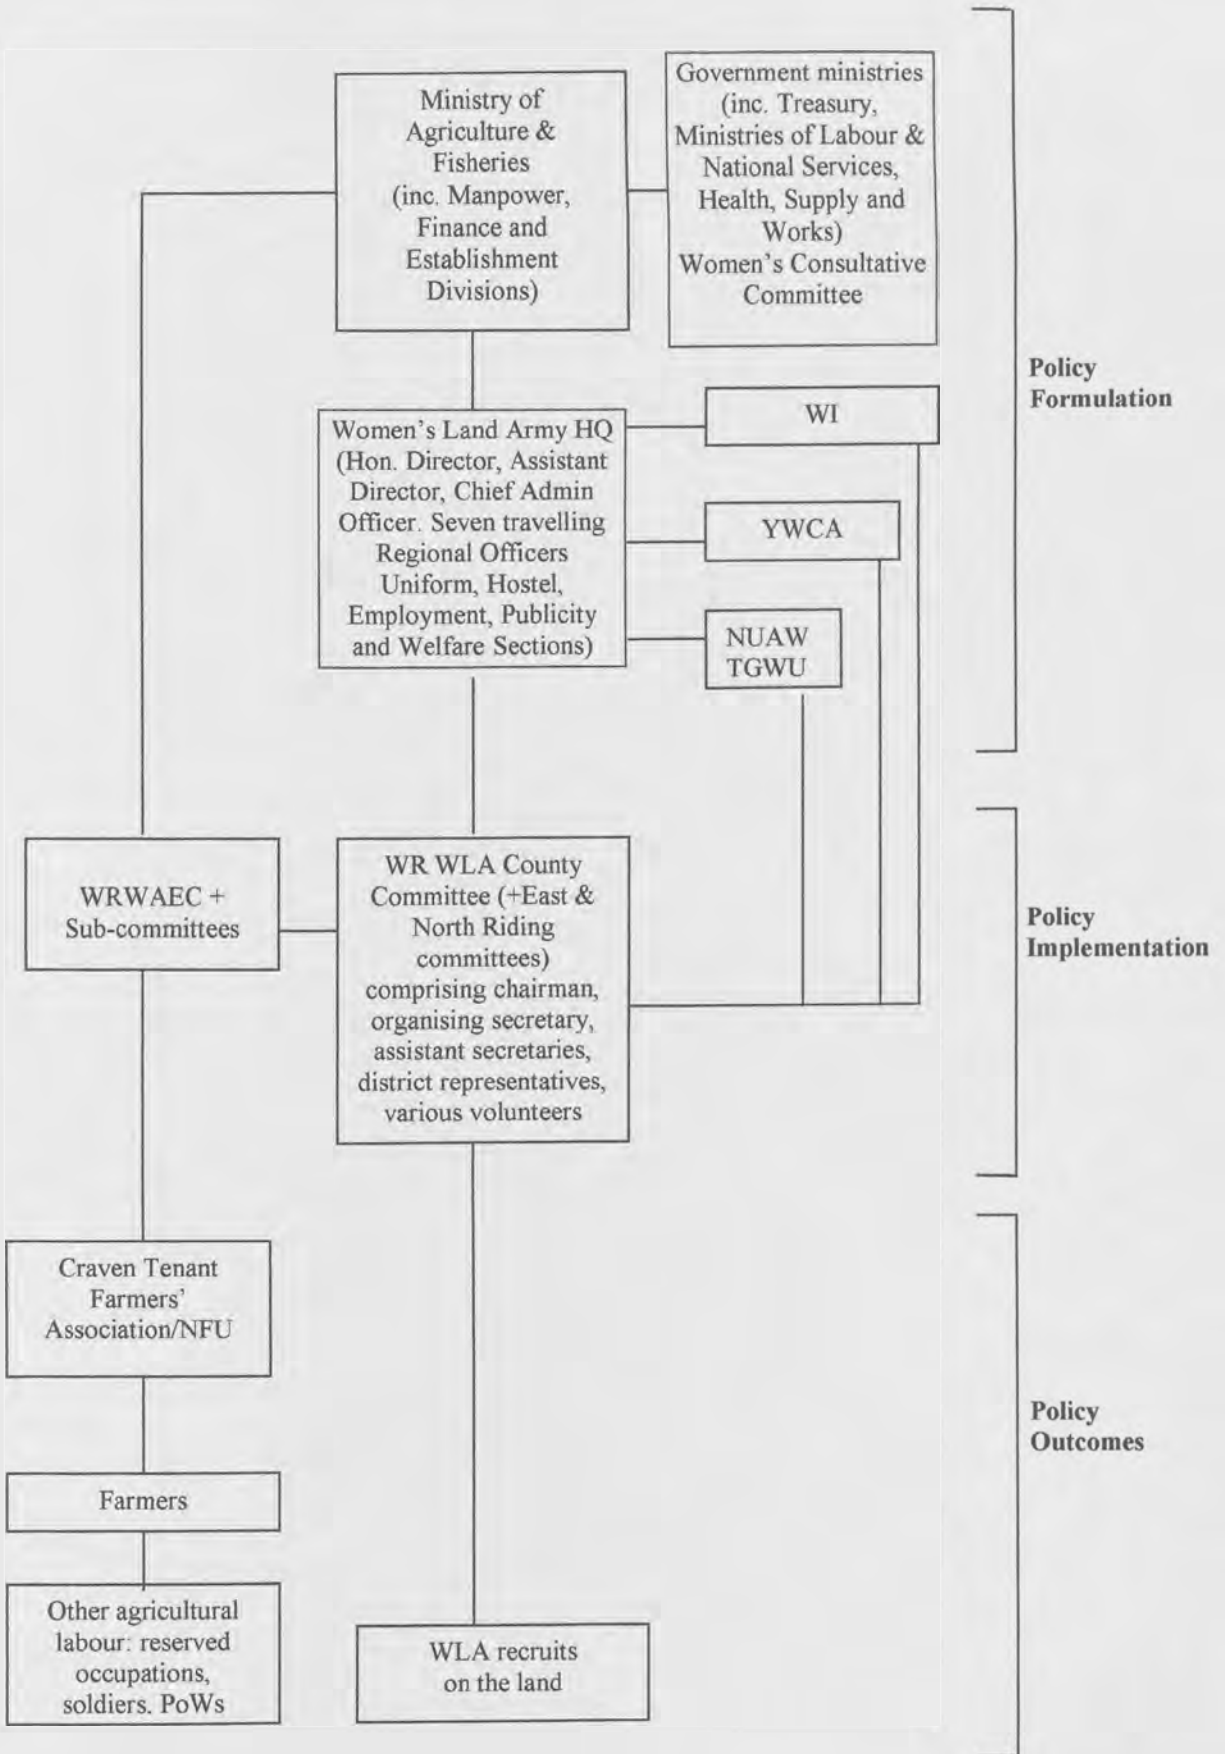 Ministry of
Agriculture &
Fisheries
(inc. Manpower,
Finance and
Establishment
Divisions)
Government ministries
(inc. Treasury,
Ministries of Labour &
National Services,
Health, Supply and
Works)
Women's Consultative
Committee
Policy
Formulation
Women's Land Army HQ
(Hon. Director, Assistant
Director, Chief Admin
Officer. Seven travelling
Regional Officers
Uniform, Hostel,
Employment, Publicity
and Welfare Sections)
WI
YWCA
NUAW
TGWU
WRWAEC +
Sub-committees
WR WLA County
Committee (+East &
North Riding
committees)
comprising chairman,
organising secretary,
assistant secretaries,
district representatives,
various volunteers
Policy
Implementation
Craven Tenant
Farmers'
Association/NFU
Farmers
Other agricultural
labour: reserved
occupations,
soldiers. PoWs
WLA recruits
on the land
Policy
Outcomes